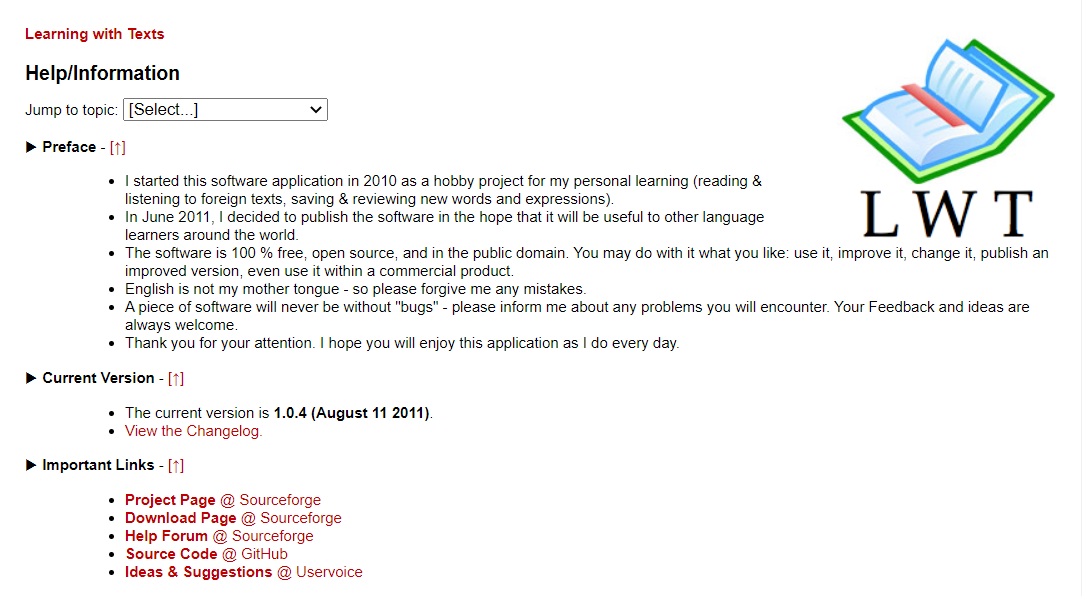 Learning with Texts
Help/Information
Jump to topic: [Select...]
▶ Preface - [↑]
• I started this software application in 2010 as a hobby project for my personal learning (reading &
listening to foreign texts, saving & reviewing new words and expressions).
• In June 2011, I decided to publish the software in the hope that it will be useful to other language
learners around the world.
• The software is 100 % free, open source, and in the public domain. You may do with it what you like: use it, improve it, change it, publish an
improved version, even use it within a commercial product.
• English is not my mother tongue - so please forgive me any mistakes.
• A piece of software will never be without "bugs" - please inform me about any problems you will encounter. Your Feedback and ideas are
always welcome.
• Thank you for your attention. I hope you will enjoy this application as I do every day.
LWT
▶ Current Version - [↑]
• The current version is 1.0.4 (August 11 2011).
• View the Changelog.
▶ Important Links - [↑]
• Project Page @ Sourceforge
• Download Page @ Sourceforge
• Help Forum @ Sourceforge
• Source Code @ GitHub
• Ideas & Suggestions @ Uservoice